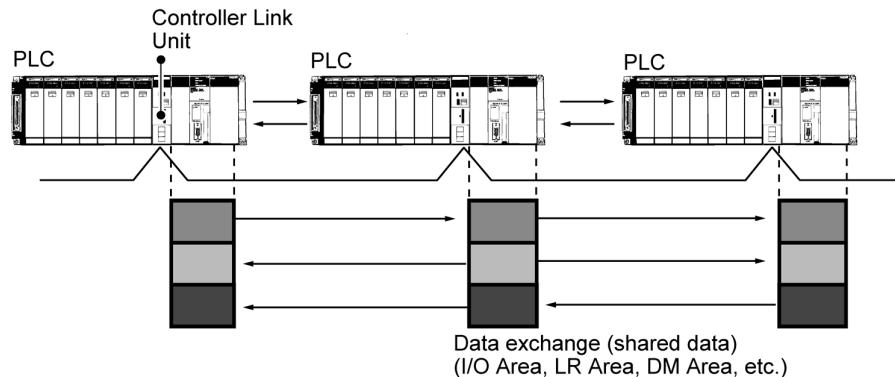 Controller Link
Unit
PLC
PLC
PLC
Data exchange (shared data)
(I/O Area, LR Area, DM Area, etc.)